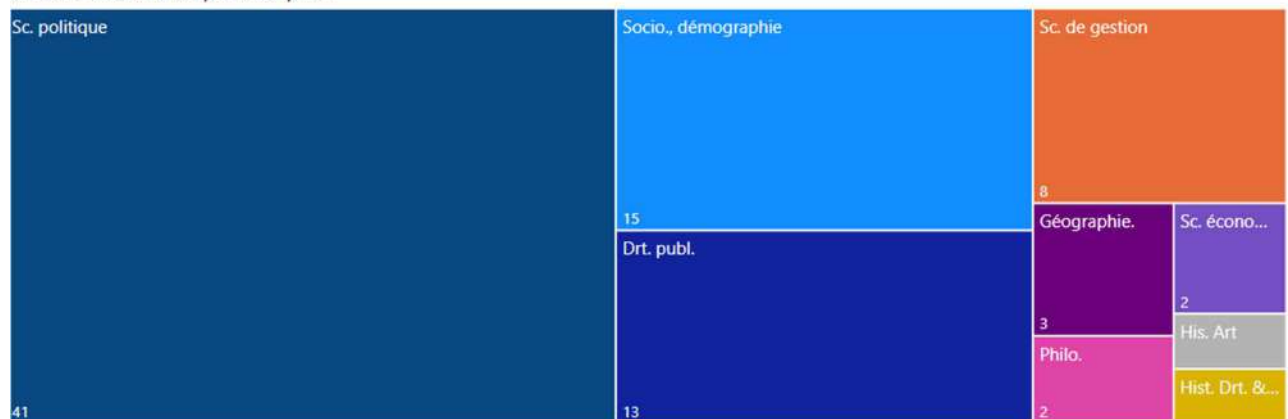 Sc. politique
41
Socio., démographie
15
Drt. publ.
13
Sc. de gestion
8
Géographie.
3
Sc. écono...
2
Philo.
2
His. Art
Hist. Drt. &...